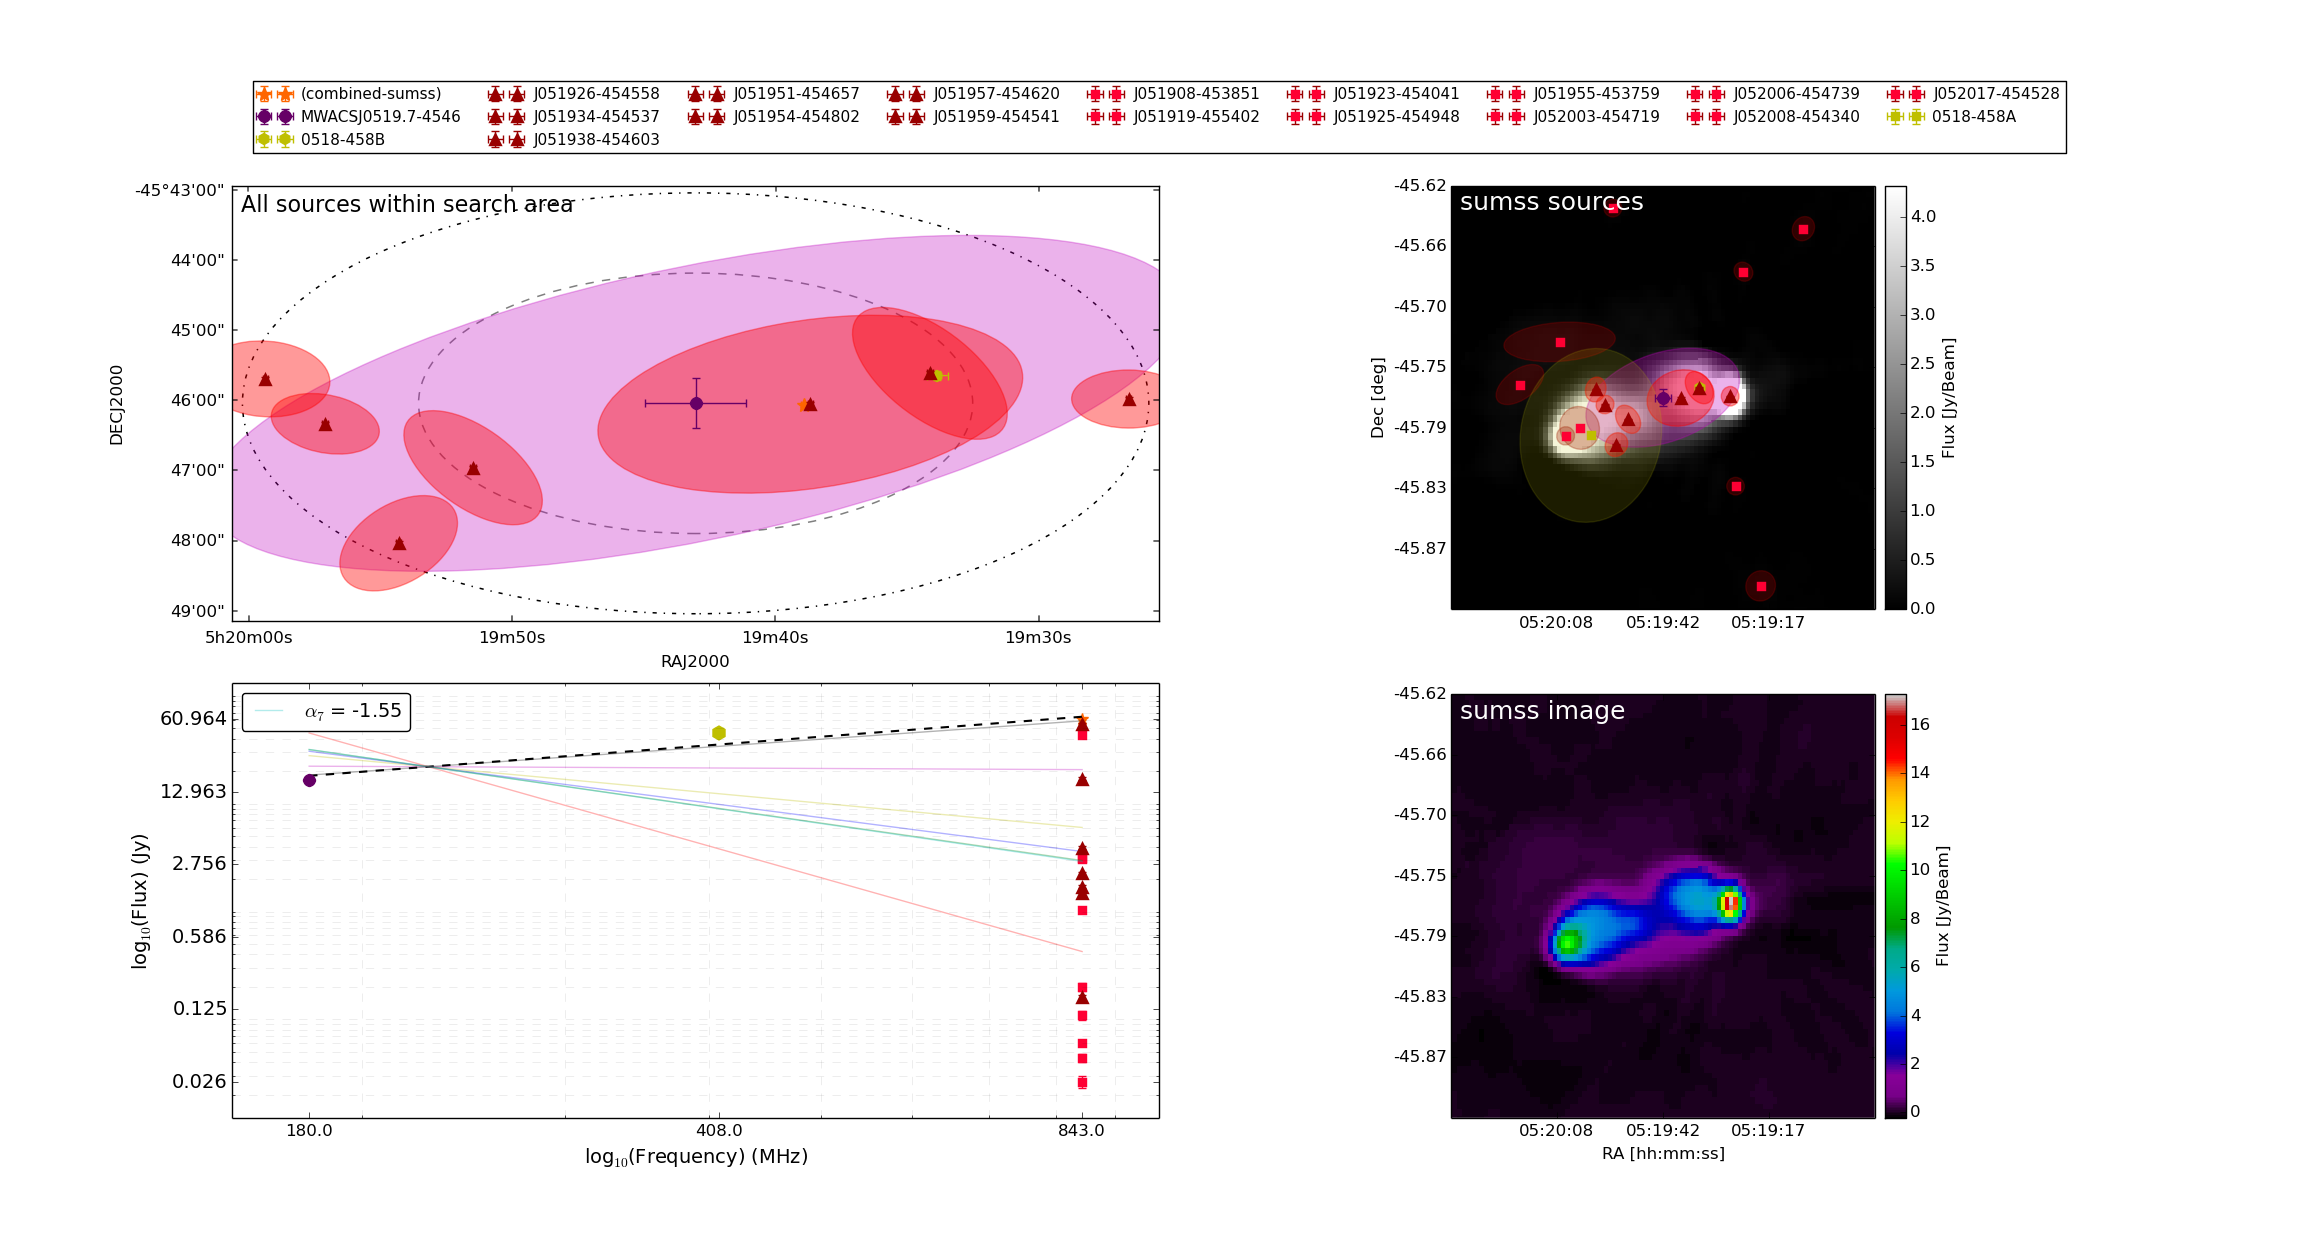 (combined-sumss) J051926-454558 J051951-454657 J051957-454620 J051908-453851 J051923-454041 J051955-453759 J052006-454739 J052017-454528
MWACSJ0519.7-4546 J051934-454537 J051954-454802 J051959-454541 J051919-455402 J051925-454948 J052003-454719 J052008-454340 0518-458A
0518-458B J051938-454603
All sources within search area
-45°43'00"
44'00"
45'00"
46'00"
47'00"
48'00"
49'00"
DECJ2000
5h20m00s 19m50s 19m40s 19m30s
RAJ2000
sumss sources
-45.62
-45.66
-45.70
-45.75
-45.79
-45.83
-45.87
Dec [deg]
05:20:08 05:19:42 05:19:17
4.0
3.5
3.0
2.5
2.0
1.5
1.0
0.5
0.0
Flux [Jy/Beam]
α₇ = -1.55
60.964
12.963
2.756
0.586
0.125
0.026
log₁₀(Flux) (Jy)
180.0 408.0 843.0
log₁₀(Frequency) (MHz)
sumss image
-45.62
-45.66
-45.70
-45.75
-45.79
-45.83
-45.87
05:20:08 05:19:42 05:19:17
RA [hh:mm:ss]
16
14
12
10
8
6
4
2
0
Flux [Jy/Beam]